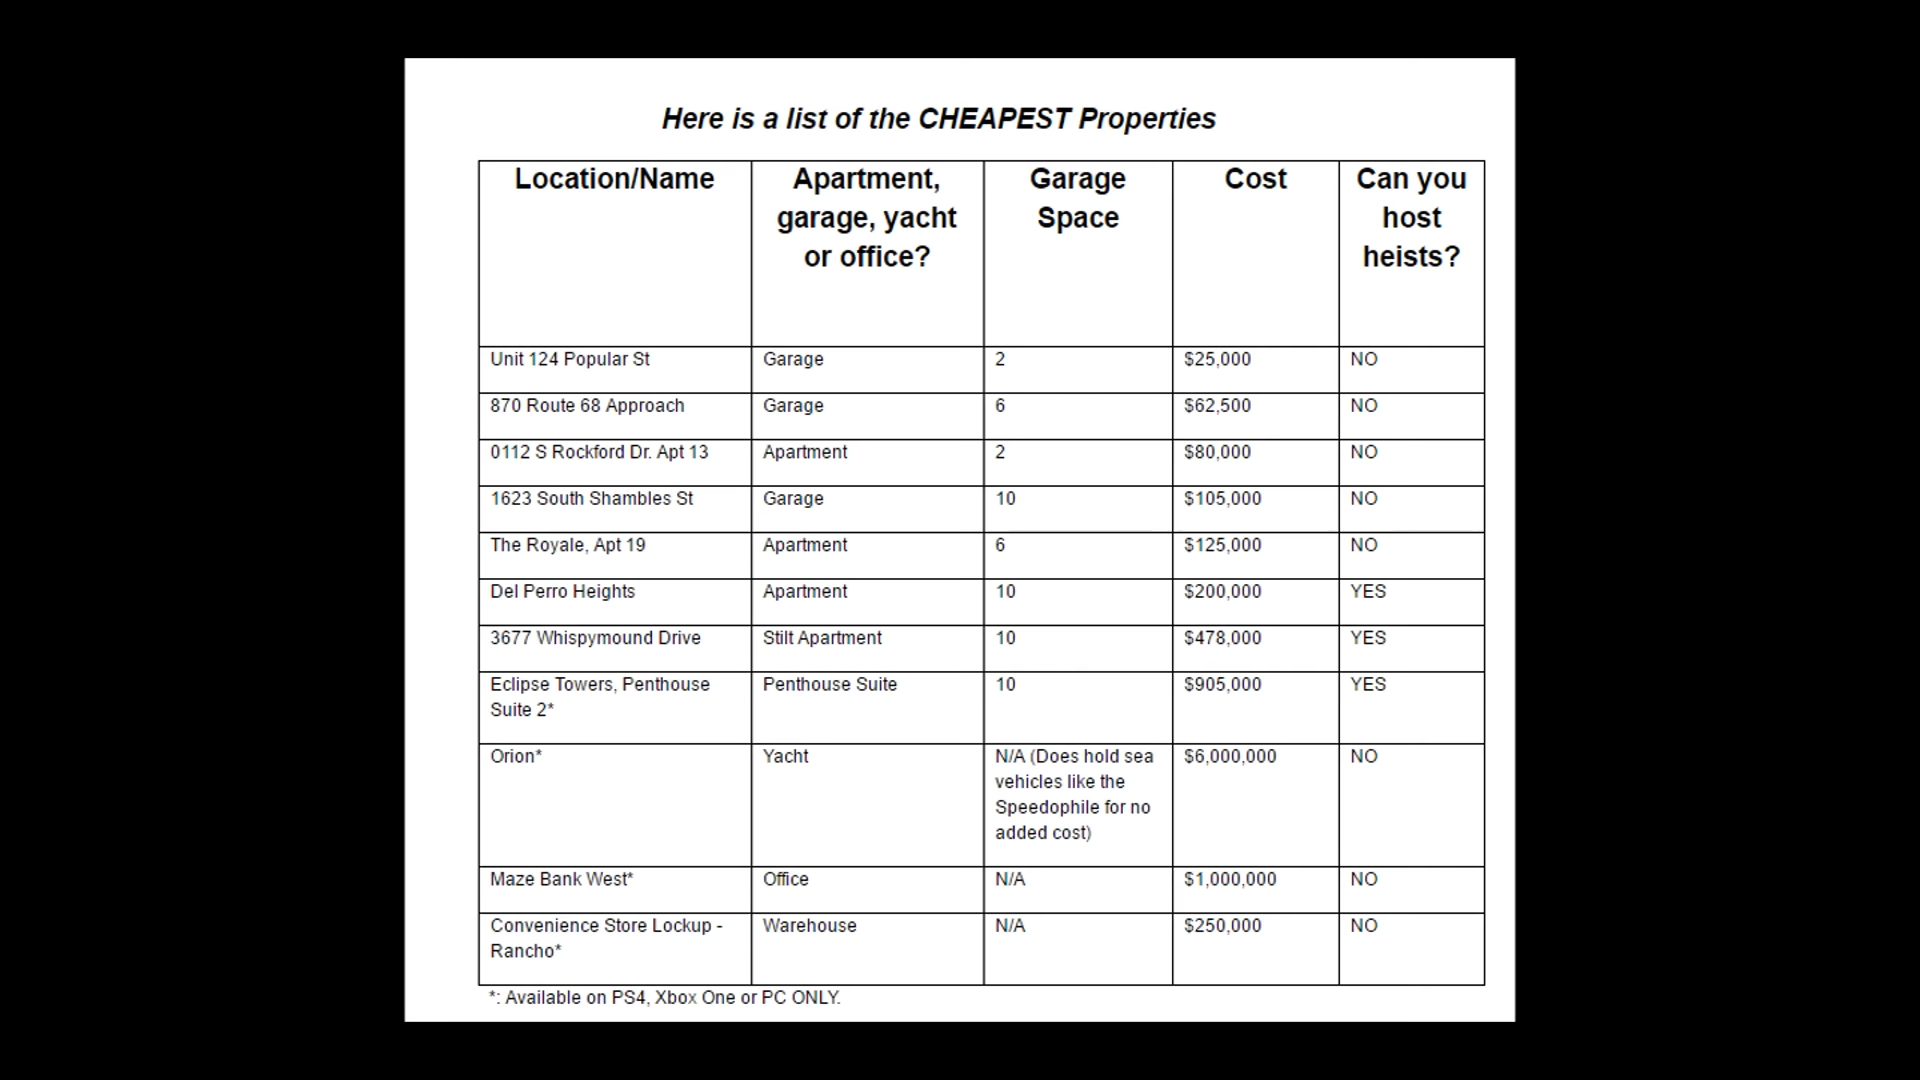 Here is a list of the CHEAPEST Properties
Location/Name
Apartment,
garage, yacht
or office?
Garage
Space
Cost
Can you
host
heists?
Unit 124 Popular St Garage 2 $25,000 NO
870 Route 68 Approach Garage 6 $62,500 NO
0112 S Rockford Dr. Apt 13 Apartment 2 $80,000 NO
1623 South Shambles St Garage 10 $105,000 NO
The Royale, Apt 19 Apartment 6 $125,000 NO
Del Perro Heights Apartment 10 $200,000 YES
3677 Whispymound Drive Stilt Apartment 10 $478,000 YES
Eclipse Towers, Penthouse
Suite 2*
Penthouse Suite 10 $905,000 YES
Orion* Yacht
N/A (Does hold sea
vehicles like the
Speedophile for no
added cost)
$6,000,000 NO
Maze Bank West* Office N/A $1,000,000 NO
Convenience Store Lockup -
Rancho*
Warehouse N/A $250,000 NO
*: Available on PS4, Xbox One or PC ONLY.